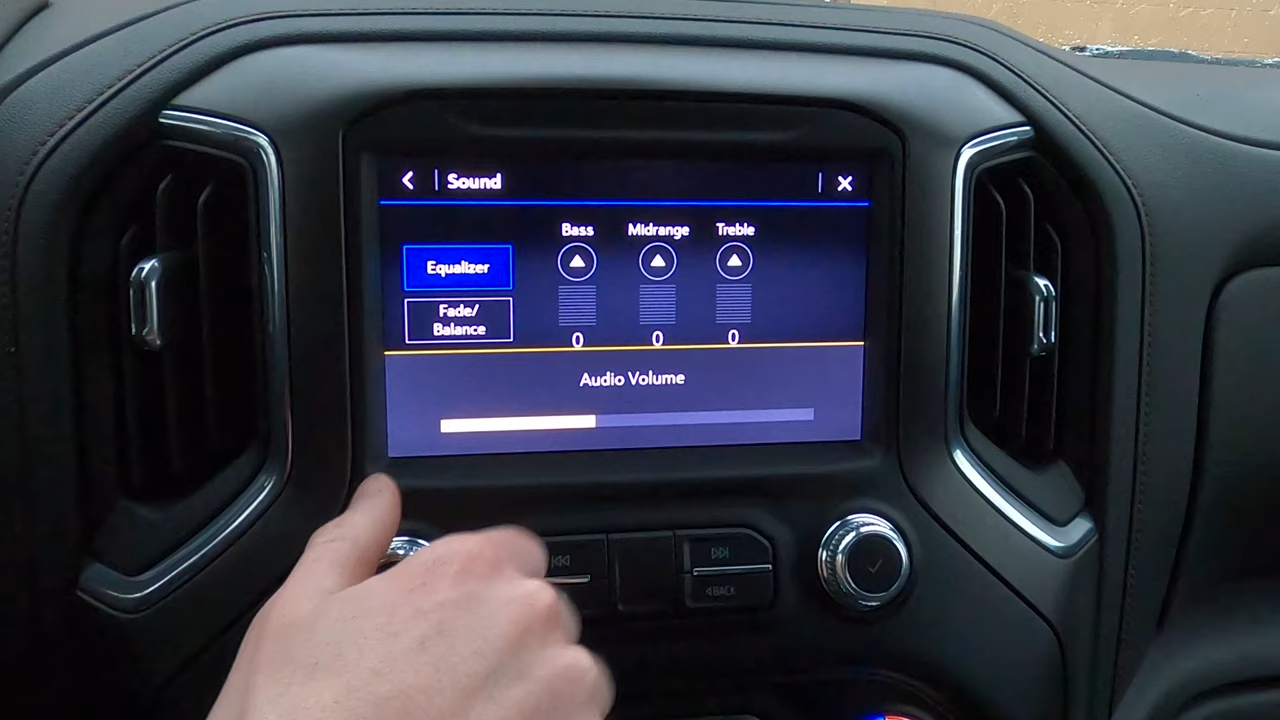 Sound
Bass Midrange Treble
Equalizer
Fade/
Balance
0 0 0
Audio Volume
BACK